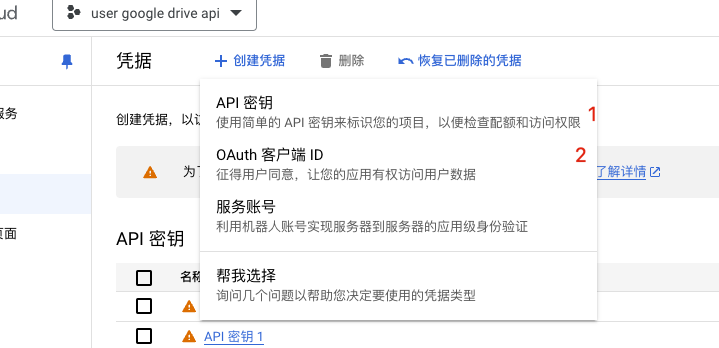 ud
user google drive api
凭据
创建凭据
删除
恢复已删除的凭据
API 密钥
使用简单的 API 密钥来标识您的项目，以便检查配额和访问权限
1
服务
创建凭据，以
OAuth 客户端 ID
2
征得用户同意，让您的应用有权访问用户数据
为了
了解详情
服务账号
利用机器人账号实现服务器到服务器的应用级身份验证
页面
API 密钥
名称
帮我选择
询问几个问题以帮助您决定要使用的凭据类型
API 密钥 1